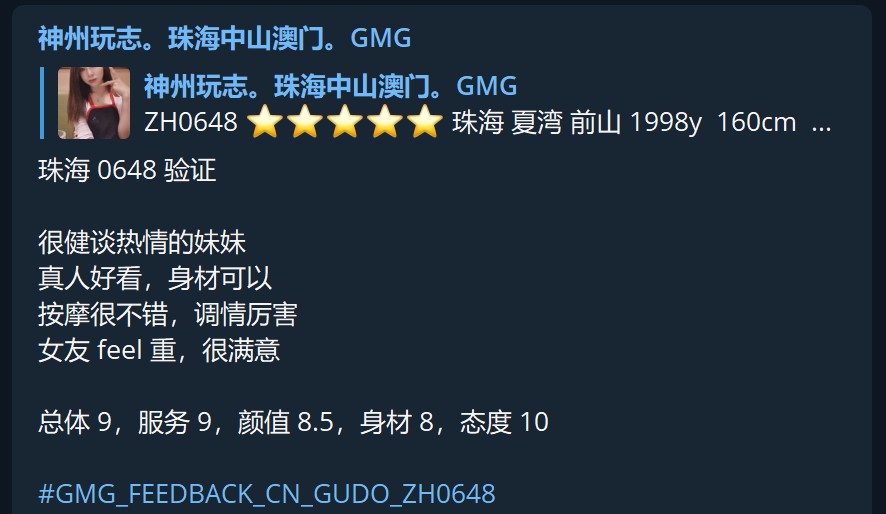 神州玩志。珠海中山澳门。GMG
神州玩志。珠海中山澳门。GMG
ZH0648 ⭐⭐⭐⭐⭐ 珠海 夏湾 前山 1998y 160cm ...
珠海 0648 验证
很健谈热情的妹妹
真人好看，身材可以
按摩很不错，调情厉害
女友 feel 重，很满意
总体 9，服务 9，颜值 8.5，身材 8，态度 10
#GMG_FEEDBACK_CN_GUDO_ZH0648